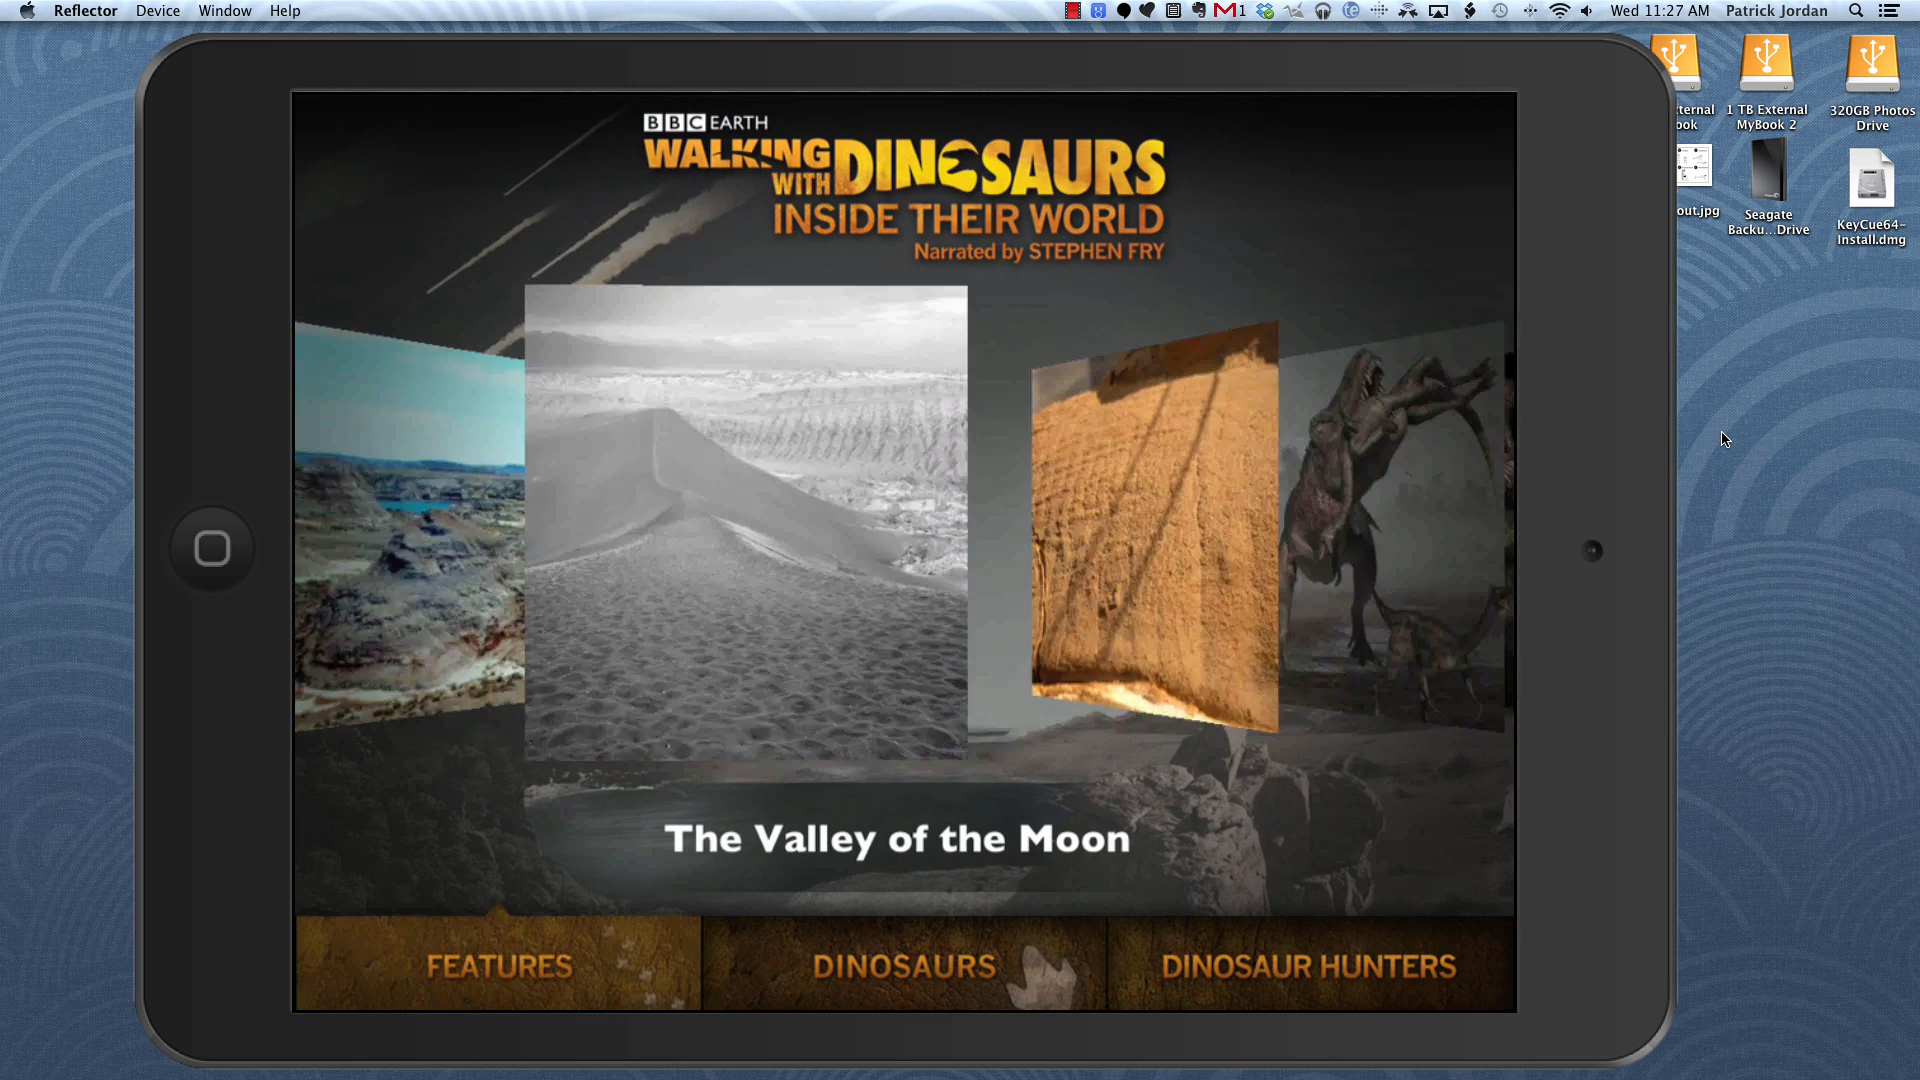 Reflector Device Window Help
1 Wed 11:27 AM Patrick Jordan
ternal
ook
1 TB External
MyBook 2
320GB Photos
Drive
out.jpg
Seagate
Backu...Drive
KeyCue64-
Install.dmg
BBC EARTH
WALKING
WITH DINOSAURS
INSIDE THEIR WORLD
Narrated by STEPHEN FRY
The Valley of the Moon
FEATURES
DINOSAURS
DINOSAUR HUNTERS